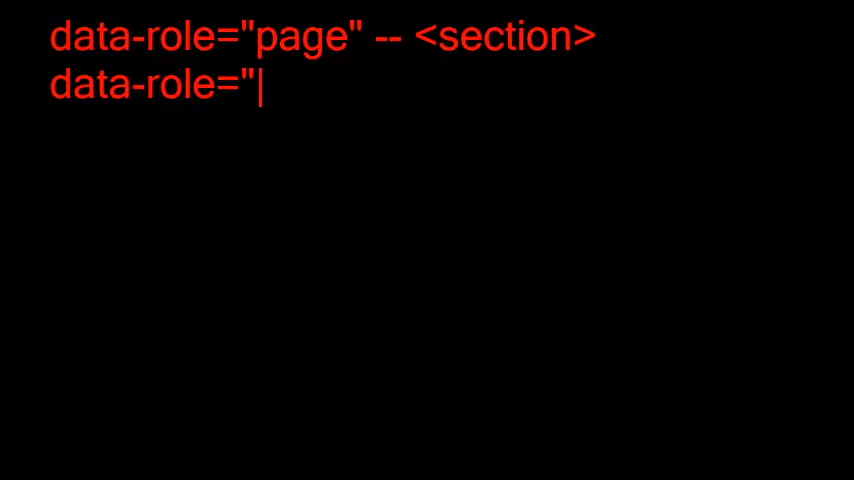 data-role="page" -- <section>
data-role="